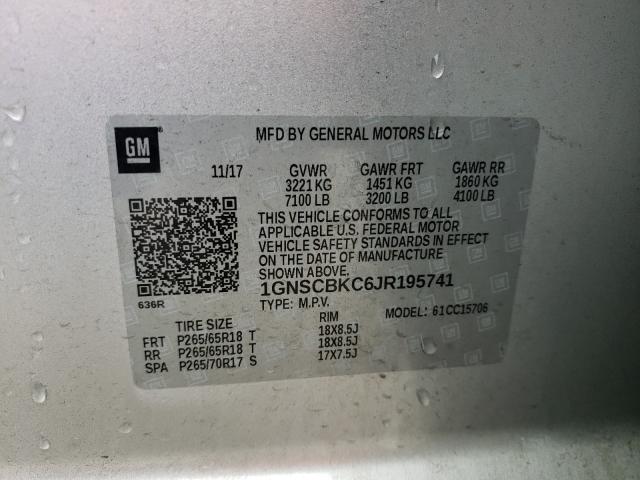 GM
MFD BY GENERAL MOTORS LLC
11/17 GVWR GAWR FRT GAWR RR
3221 KG 1451 KG 1860 KG
7100 LB 3200 LB 4100 LB
THIS VEHICLE CONFORMS TO ALL
APPLICABLE U.S. FEDERAL MOTOR
VEHICLE SAFETY STANDARDS IN EFFECT
ON THE DATE OF MANUFACTURE
SHOWN ABOVE.
1GNSCBKC6JR195741
636R
TYPE: M.P.V.
MODEL: 61CC15706
TIRE SIZE RIM
FRT P265/65R18 T 18X8.5J
RR P265/65R18 T 18X8.5J
SPA P265/70R17 S 17X7.5J